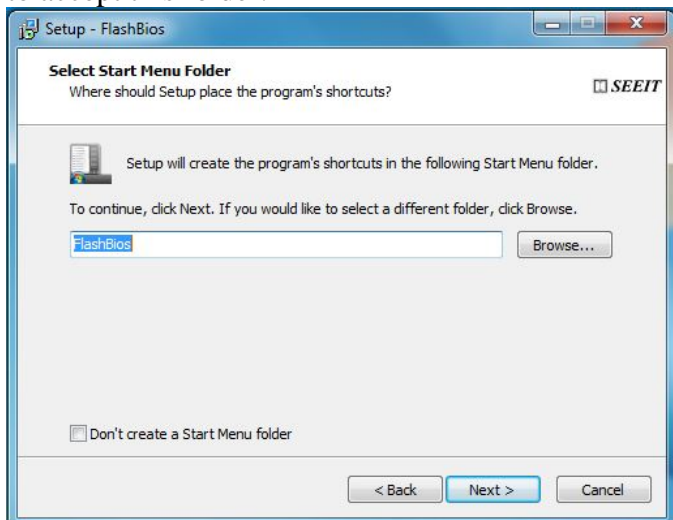 Setup - FlashBios
Select Start Menu Folder
Where should Setup place the program's shortcuts?
SEEIT
Setup will create the program's shortcuts in the following Start Menu folder.
To continue, click Next. If you would like to select a different folder, click Browse.
FlashBios
Browse...
Don't create a Start Menu folder
< Back
Next >
Cancel